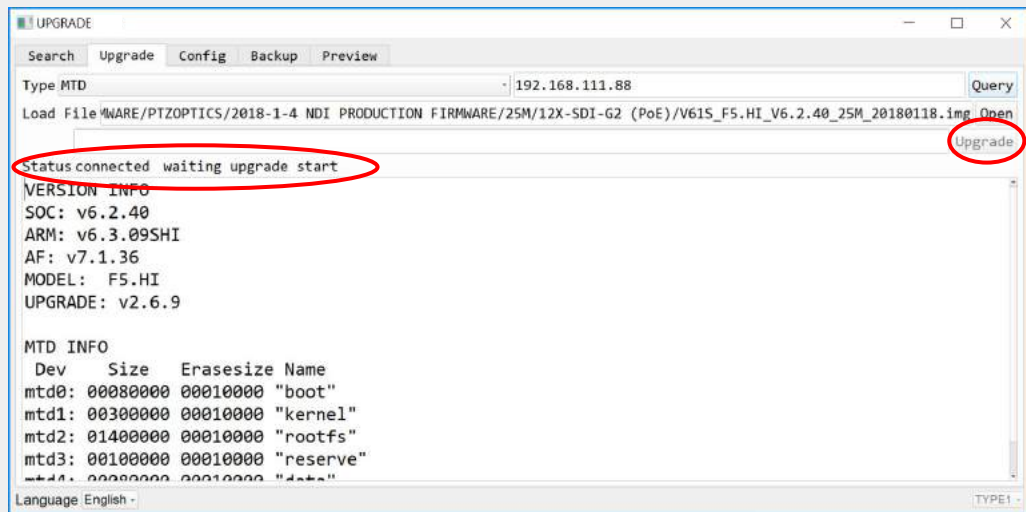 UPGRADE
Search Upgrade Config Backup Preview
Type MTD 192.168.111.88 Query
Load File MWARE/PTZOPTICS/2018-1-4 NDI PRODUCTION FIRMWARE/25M/12X-SDI-G2 (PoE)/V61S_F5.HI_V6.2.40_25M_20180118.img Open
Upgrade
Status connected waiting upgrade start
VERSION INFO
SOC: v6.2.40
ARM: v6.3.09SHI
AF: v7.1.36
MODEL: F5.HI
UPGRADE: v2.6.9
MTD INFO
Dev Size Erasesize Name
mtd0: 00080000 00010000 "boot"
mtd1: 00300000 00010000 "kernel"
mtd2: 01400000 00010000 "rootfs"
mtd3: 00100000 00010000 "reserve"
Language English TYPE1